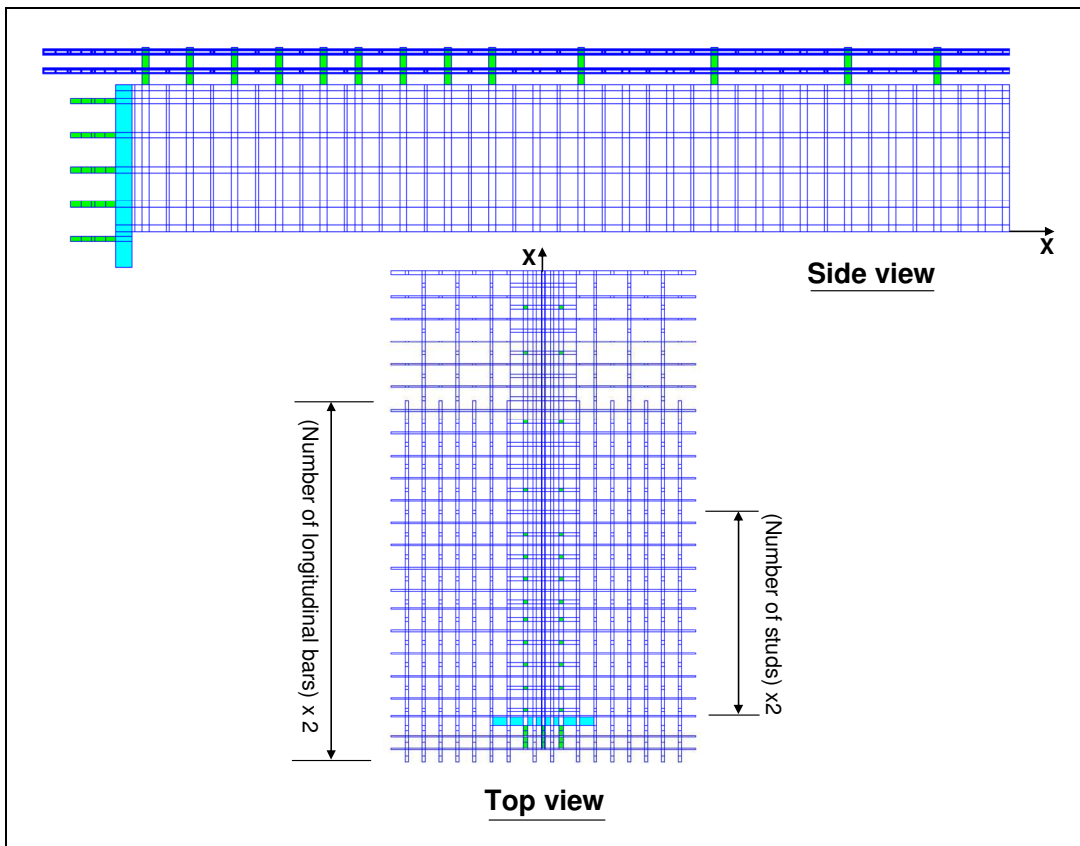 X
Side view
X
(Number of longitudinal bars) x 2
(Number of studs) x2
Top view